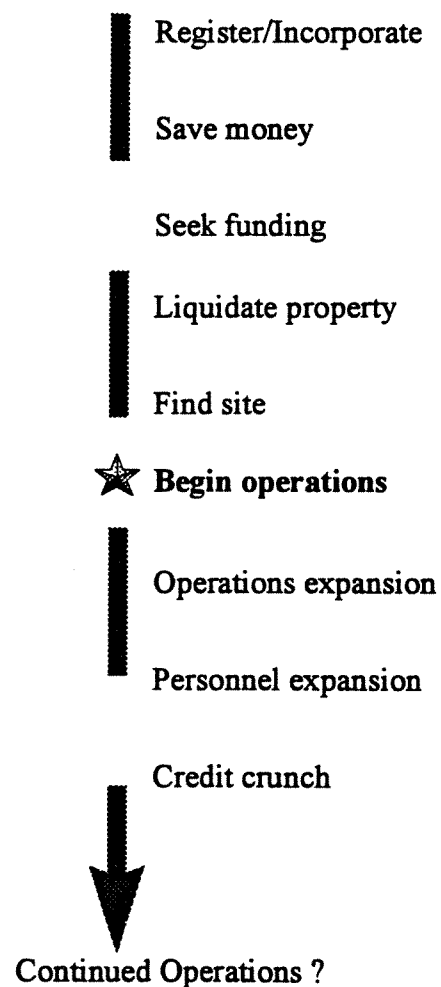 Register/Incorporate
Save money
Seek funding
Liquidate property
Find site
Begin operations
Operations expansion
Personnel expansion
Credit crunch
Continued Operations ?